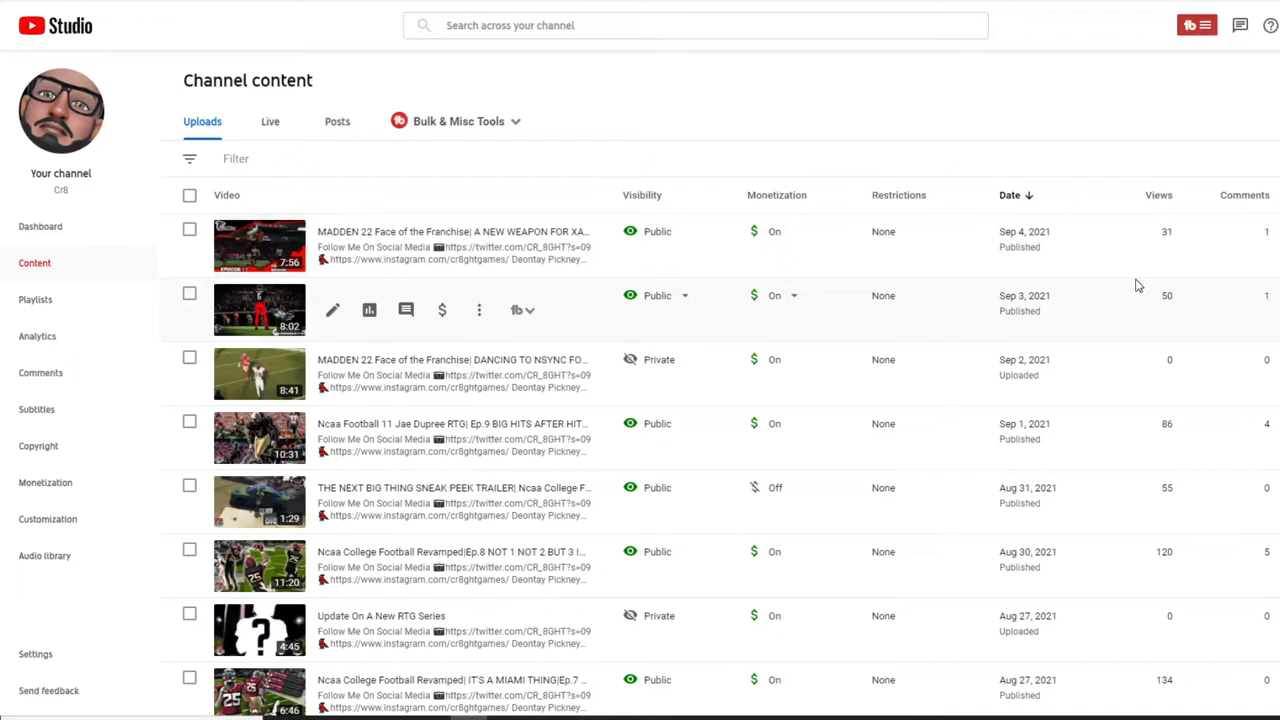 Studio
Search across your channel
Channel content
Your channel
Cr8
Uploads
Live
Posts
Bulk & Misc Tools
Filter
Dashboard
Content
Playlists
Analytics
Comments
Subtitles
Copyright
Monetization
Customization
Audio library
Settings
Send feedback
Video Visibility Monetization Restrictions Date Views Comments
MADDEN 22 Face of the Franchise| A NEW WEAPON FOR XA... Public On None Sep 4, 2021 31 1
Follow Me On Social Media https://twitter.com/CR_8GHT?s=09 Published
https://www.instagram.com/cr8ghtgames/ Deontay Pickney...
7:56
Public On None Sep 3, 2021 50 1
Published
8:02
MADDEN 22 Face of the Franchise| DANCING TO NSYNC FO... Private On None Sep 2, 2021 0 0
Follow Me On Social Media https://twitter.com/CR_8GHT?s=09 Uploaded
https://www.instagram.com/cr8ghtgames/ Deontay Pickney...
8:41
Ncaa Football 11 Jae Dupree RTG| Ep.9 BIG HITS AFTER HIT... Public On None Sep 1, 2021 86 4
Follow Me On Social Media https://twitter.com/CR_8GHT?s=09 Published
https://www.instagram.com/cr8ghtgames/ Deontay Pickney...
10:31
THE NEXT BIG THING SNEAK PEEK TRAILER| Ncaa College F... Public Off None Aug 31, 2021 55 0
Follow Me On Social Media https://twitter.com/CR_8GHT?s=09 Published
https://www.instagram.com/cr8ghtgames/ Deontay Pickney...
1:29
Ncaa College Football Revamped|Ep.8 NOT 1 NOT 2 BUT 3 I... Public On None Aug 30, 2021 120 5
Follow Me On Social Media https://twitter.com/CR_8GHT?s=09 Published
https://www.instagram.com/cr8ghtgames/ Deontay Pickney...
11:20
Update On A New RTG Series Private On None Aug 27, 2021 0 0
Follow Me On Social Media https://twitter.com/CR_8GHT?s=09 Uploaded
https://www.instagram.com/cr8ghtgames/ Deontay Pickney...
4:45
Ncaa College Football Revamped| IT'S A MIAMI THING|Ep.7 ... Public On None Aug 27, 2021 134 0
Follow Me On Social Media https://twitter.com/CR_8GHT?s=09 Published
https://www.instagram.com/cr8ghtgames/ Deontay Pickney...
6:46